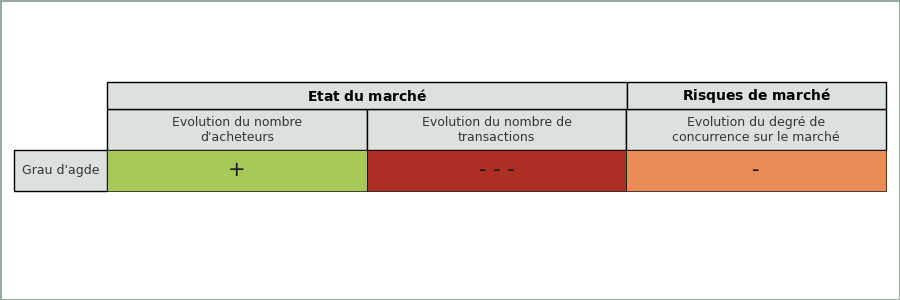 Etat du marché
Risques de marché
Evolution du nombre
d'acheteurs
Evolution du nombre de
transactions
Evolution du degré de
concurrence sur le marché
Grau d'agde
+
- - -
-